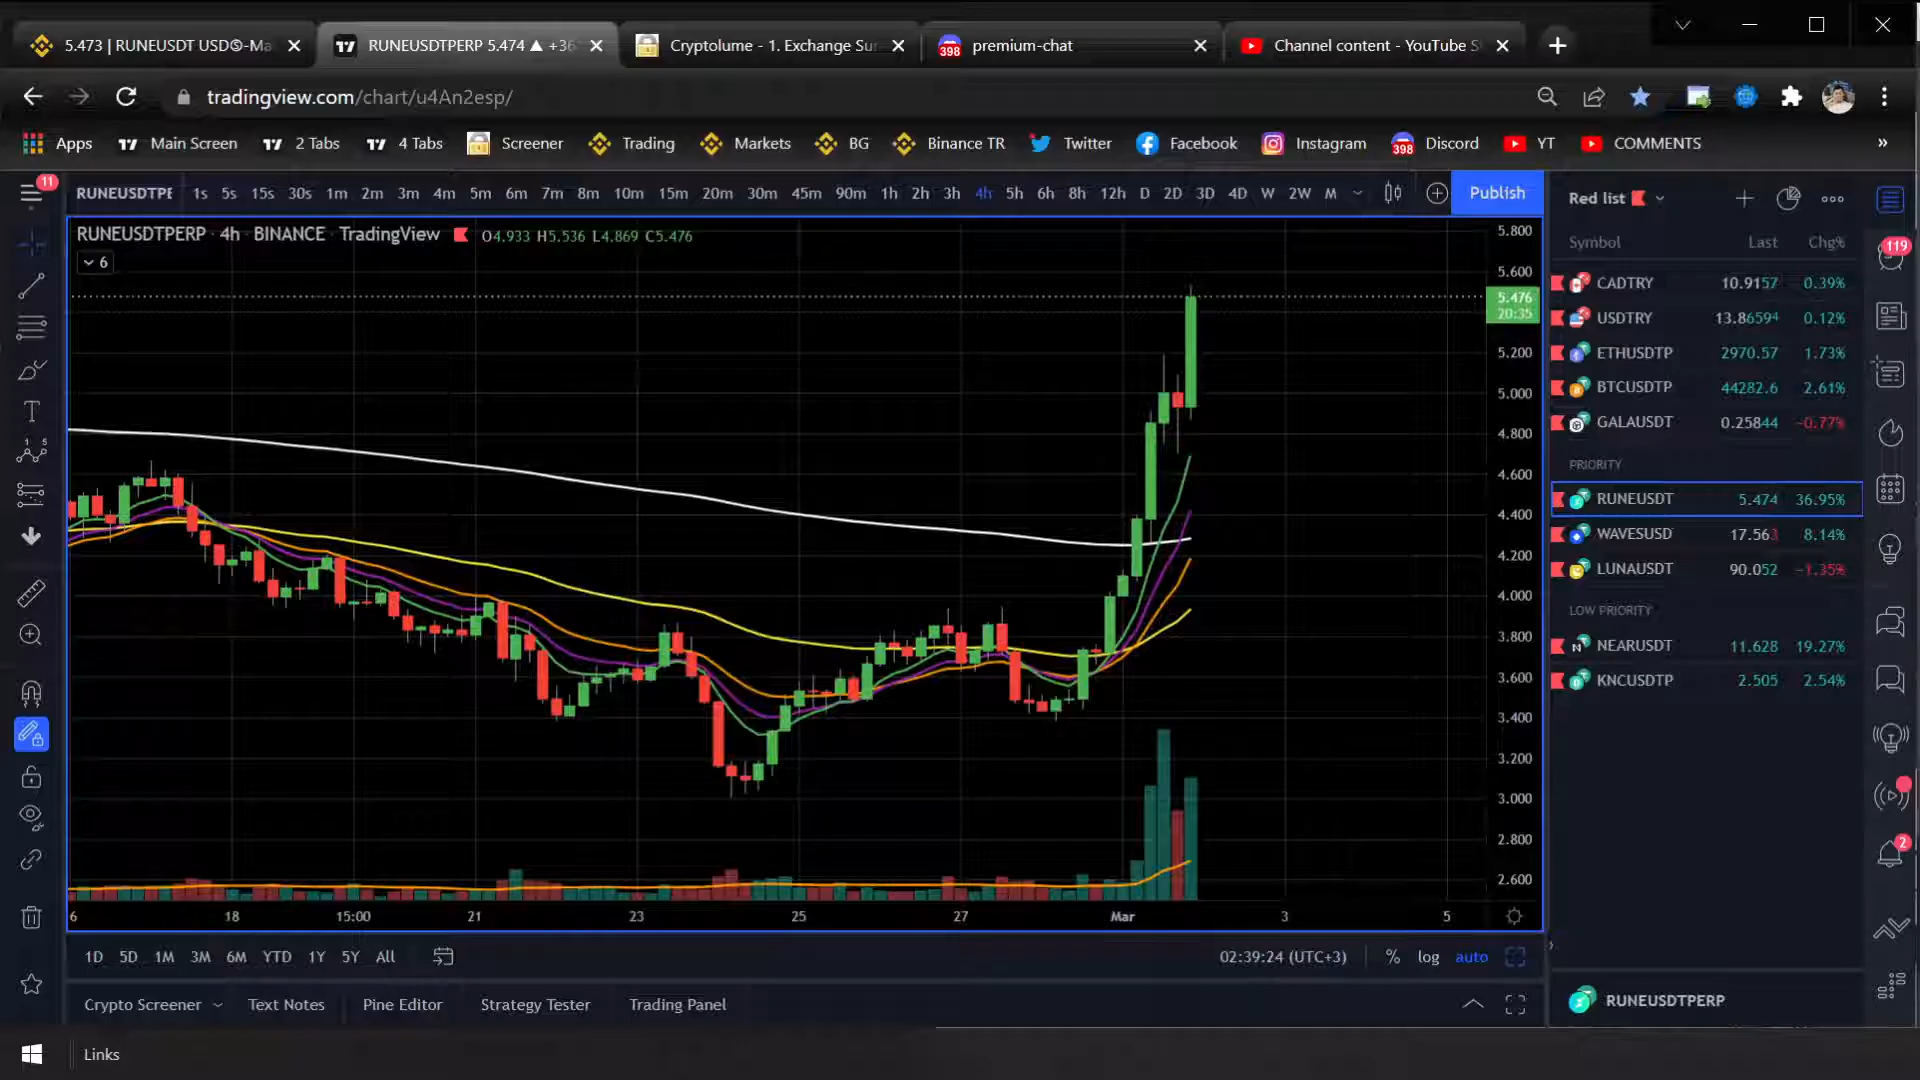 5.473 | RUNEUSDT USD©-Ma
RUNEUSDTPERP 5.474 ▲ +36
Cryptolume - 1. Exchange Sur
398 premium-chat
Channel content - YouTube S
tradingview.com/chart/u4An2esp/
Apps Main Screen 2 Tabs 4 Tabs Screener Trading Markets BG Binance TR Twitter Facebook Instagram 398 Discord YT COMMENTS »
11
RUNEUSDTPE 1s 5s 15s 30s 1m 2m 3m 4m 5m 6m 7m 8m 10m 15m 20m 30m 45m 90m 1h 2h 3h 4h 5h 6h 8h 12h D 2D 3D 4D W 2W M Publish
RUNEUSDTPERP · 4h · BINANCE · TradingView O4.933 H5.536 L4.869 C5.476
6
5.800
5.600
5.476
20:35
5.200
5.000
4.800
4.600
4.400
4.200
4.000
3.800
3.600
3.400
3.200
3.000
2.800
2.600
6 18 15:00 21 23 25 27 Mar 3 5
1D 5D 1M 3M 6M YTD 1Y 5Y All
02:39:24 (UTC+3) % log auto
Crypto Screener Text Notes Pine Editor Strategy Tester Trading Panel
Red list
Symbol Last Chg%
CADTRY 10.9157 0.39%
USDTRY 13.86594 0.12%
ETHUSDTP 2970.57 1.73%
BTCUSDTP 44282.6 2.61%
GALAUSDT 0.25844 −0.77%
PRIORITY
RUNEUSDT 5.474 36.95%
WAVESUSD 17.563 8.14%
LUNAUSDT 90.052 −1.35%
LOW PRIORITY
NEARUSDT 11.628 19.27%
KNCUSDTP 2.505 2.54%
RUNEUSDTPERP
119
2
Links